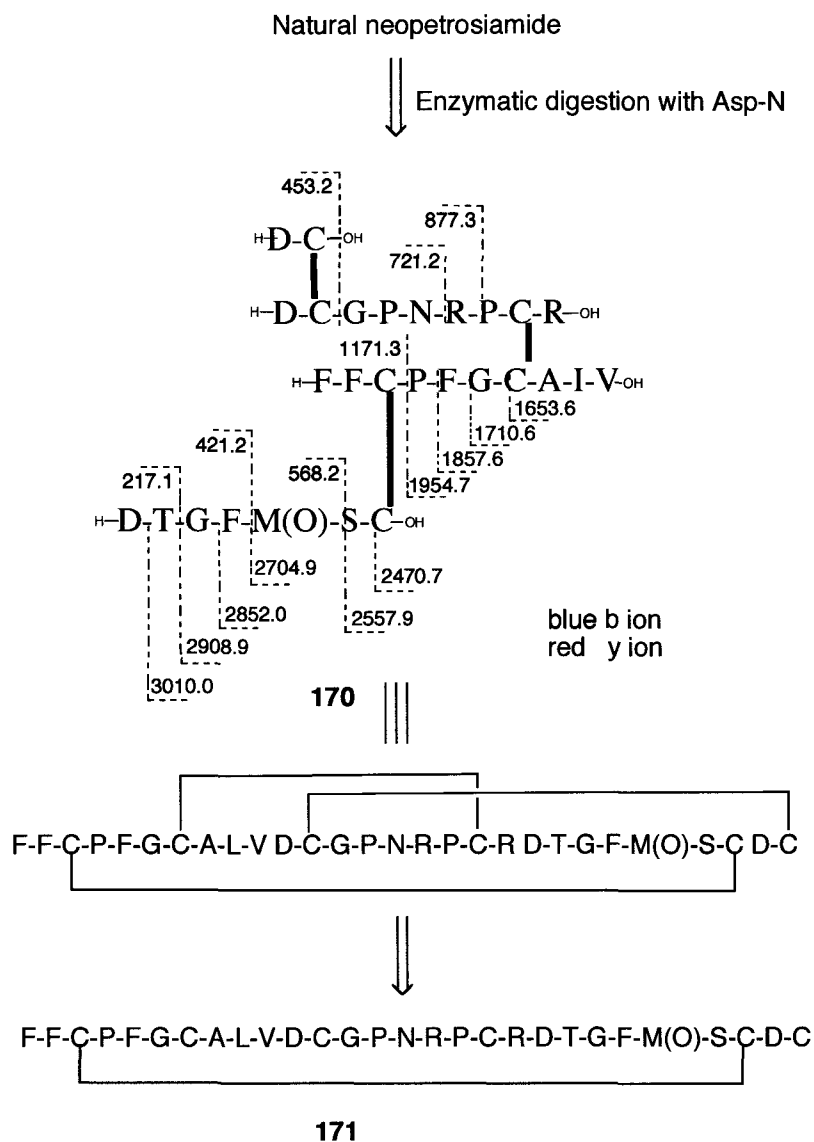 Natural neopetrosiamide
Enzymatic digestion with Asp-N
453.2
877.3
H-D-C-OH
721.2
H-D-C-G-P-N-R-P-C-R-OH
1171.3
H-F-F-C-P-F-G-C-A-I-V-OH
1653.6
1710.6
1857.6
1954.7
421.2
568.2
217.1
H-D-T-G-F-M(O)-S-C-OH
2704.9
2470.7
2852.0
2557.9
2908.9
3010.0
blue b ion
red y ion
170
F-F-C-P-F-G-C-A-L-V D-C-G-P-N-R-P-C-R D-T-G-F-M(O)-S-C D-C
F-F-C-P-F-G-C-A-L-V-D-C-G-P-N-R-P-C-R-D-T-G-F-M(O)-S-C-D-C
171